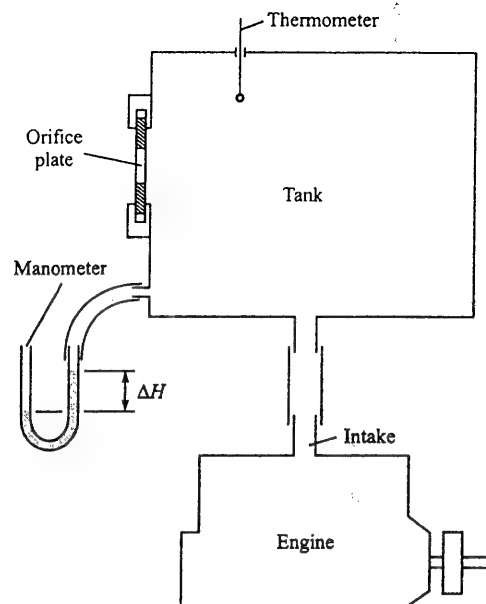 Thermometer
Orifice
plate
Tank
Manometer
ΔH
Intake
Engine